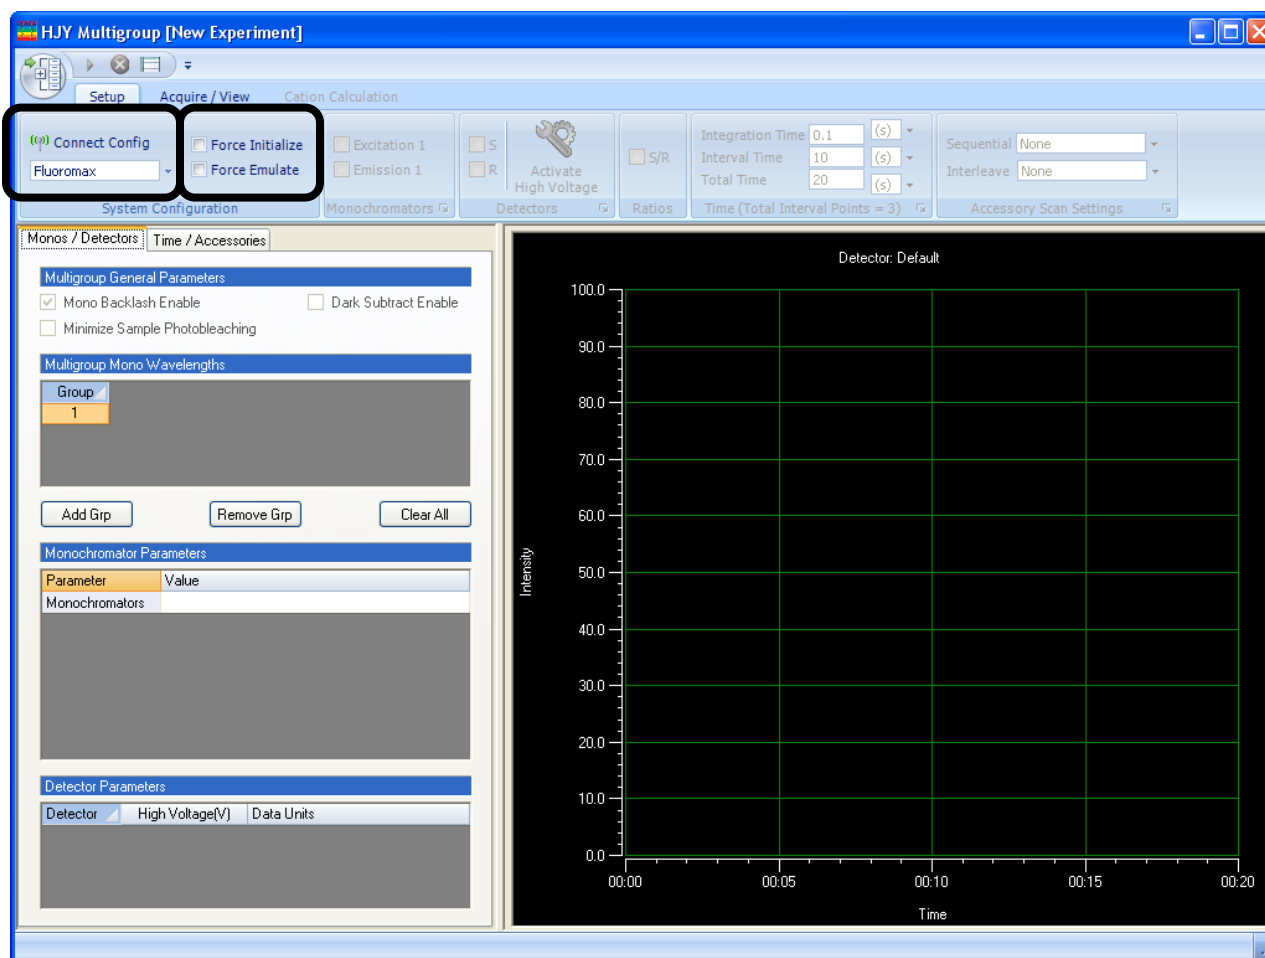 HJY Multigroup [New Experiment]
Setup Acquire / View Cation Calculation
Connect Config
Fluoromax
Force Initialize
Force Emulate
System Configuration
Excitation 1
Emission 1
Monochromators
S
R
Activate
High Voltage
Detectors
S/R
Ratios
Integration Time 0.1 (s)
Interval Time 10 (s)
Total Time 20 (s)
Time (Total Interval Points = 3)
Sequential None
Interleave None
Accessory Scan Settings
Monos / Detectors Time / Accessories
Multigroup General Parameters
Mono Backlash Enable Dark Subtract Enable
Minimize Sample Photobleaching
Multigroup Mono Wavelengths
Group
1
Add Grp Remove Grp Clear All
Monochromator Parameters
Parameter Value
Monochromators
Detector Parameters
Detector High Voltage(V) Data Units
Detector: Default
100.0
90.0
80.0
70.0
60.0
50.0
40.0
30.0
20.0
10.0
0.0
Intensity
00:00 00:05 00:10 00:15 00:20
Time